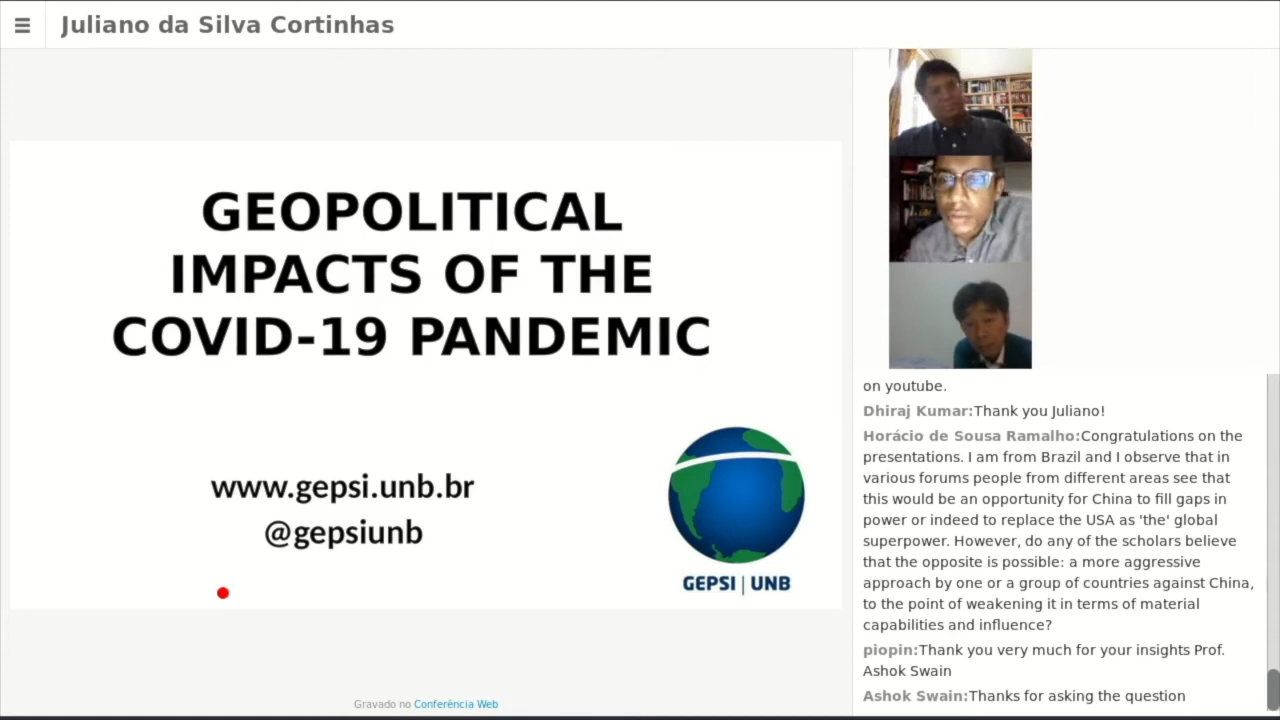 Juliano da Silva Cortinhas
GEOPOLITICAL
IMPACTS OF THE
COVID-19 PANDEMIC
www.gepsi.unb.br
@gepsiunb
GEPSI | UNB
Gravado no Conferência Web
on youtube.
Dhiraj Kumar:Thank you Juliano!
Horácio de Sousa Ramalho:Congratulations on the
presentations. I am from Brazil and I observe that in
various forums people from different areas see that
this would be an opportunity for China to fill gaps in
power or indeed to replace the USA as 'the' global
superpower. However, do any of the scholars believe
that the opposite is possible: a more aggressive
approach by one or a group of countries against China,
to the point of weakening it in terms of material
capabilities and influence?
piopin:Thank you very much for your insights Prof.
Ashok Swain
Ashok Swain:Thanks for asking the question